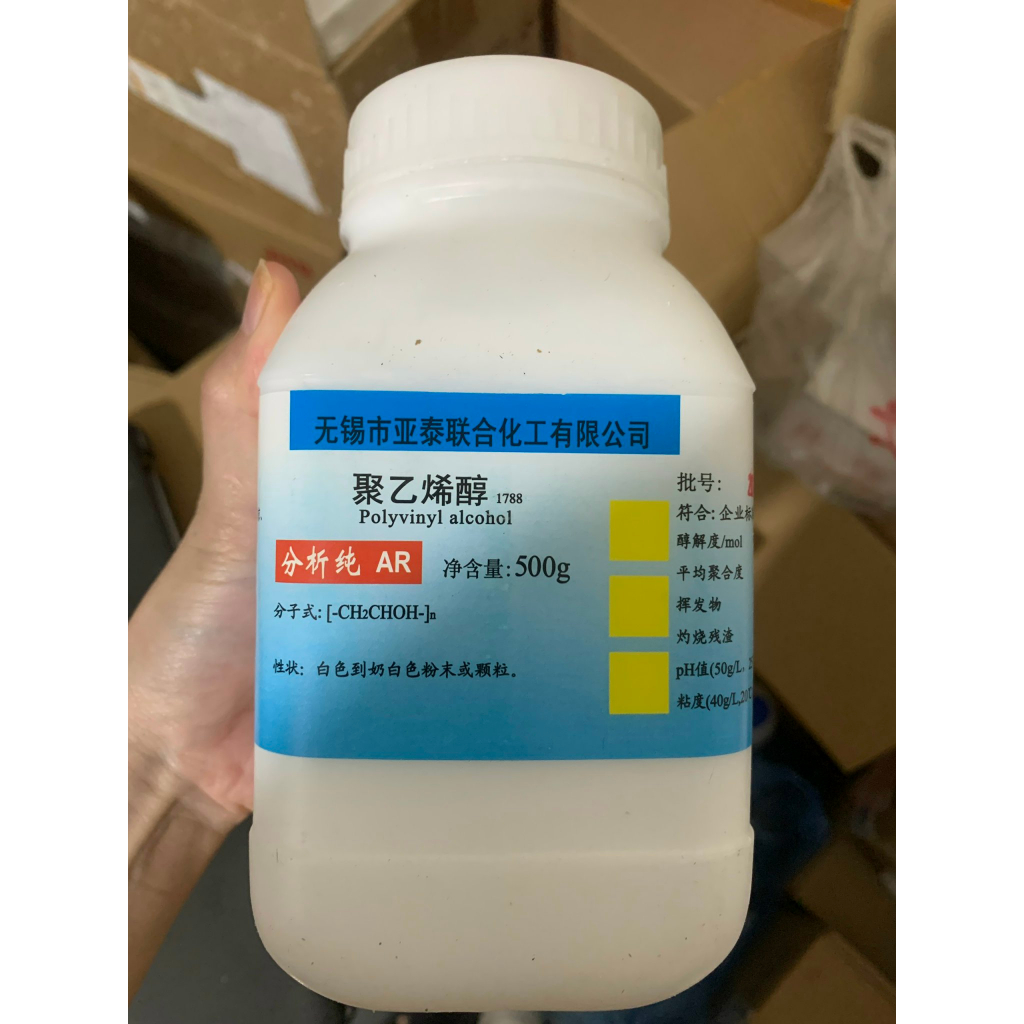 无锡市亚泰联合化工有限公司
聚乙烯醇 1788
Polyvinyl alcohol
分析纯 AR
净含量: 500g
分子式: [-CH₂CHOH-]n
性状: 白色到奶白色粉末或颗粒。
批号:
符合: 企业标
醇解度/mol
平均聚合度
挥发物
灼烧残渣
pH值(50g/L,
粘度(40g/L,20℃